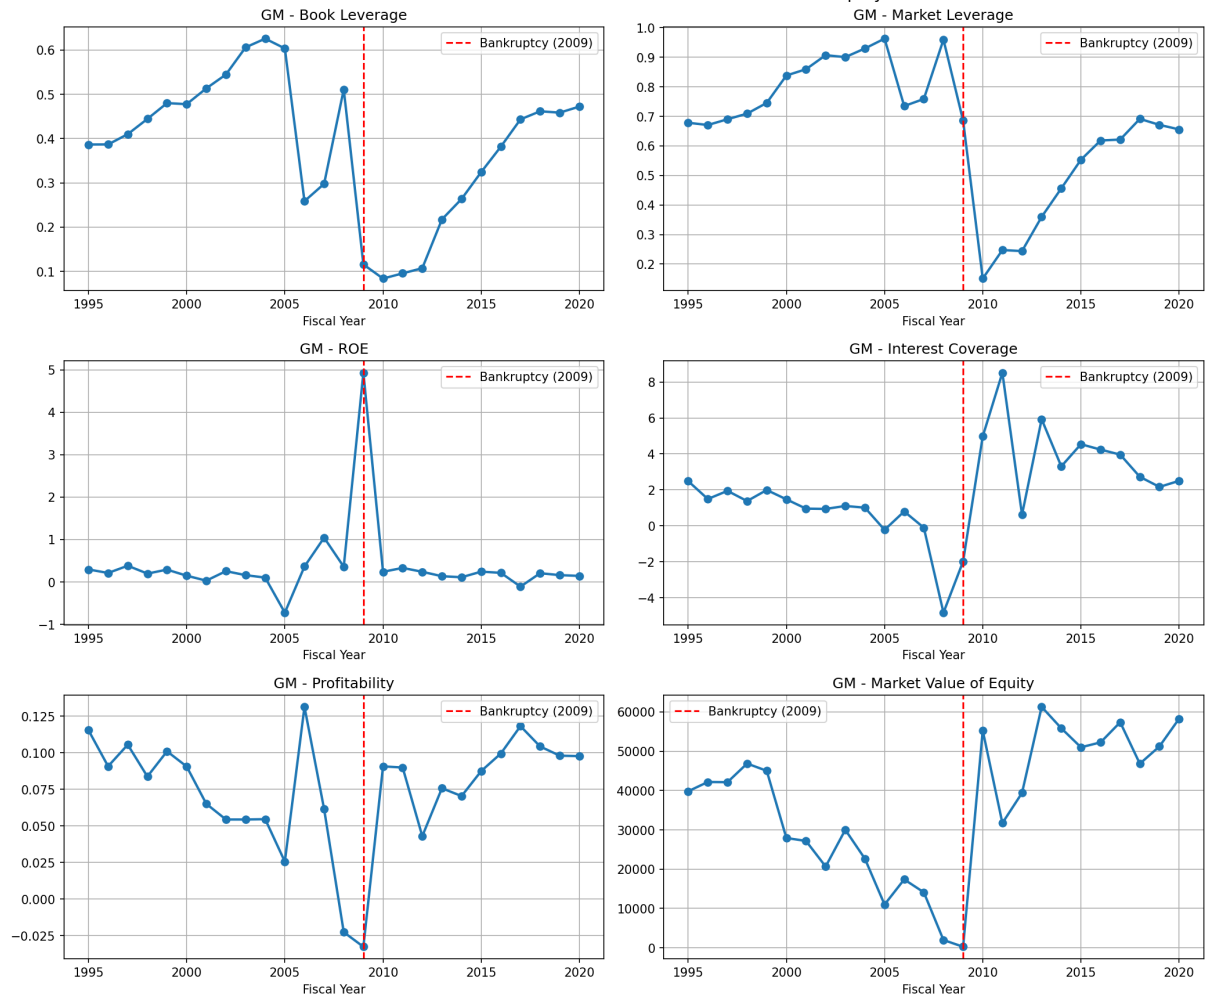 GM - Book Leverage
Bankruptcy (2009)
0.6
0.5
0.4
0.3
0.2
0.1
1995 2000 2005 2010 2015 2020
Fiscal Year
GM - Market Leverage
Bankruptcy (2009)
1.0
0.9
0.8
0.7
0.6
0.5
0.4
0.3
0.2
1995 2000 2005 2010 2015 2020
Fiscal Year
GM - ROE
Bankruptcy (2009)
5
4
3
2
1
0
−1
1995 2000 2005 2010 2015 2020
Fiscal Year
GM - Interest Coverage
Bankruptcy (2009)
8
6
4
2
0
−2
−4
1995 2000 2005 2010 2015 2020
Fiscal Year
GM - Profitability
Bankruptcy (2009)
0.125
0.100
0.075
0.050
0.025
0.000
−0.025
1995 2000 2005 2010 2015 2020
Fiscal Year
GM - Market Value of Equity
Bankruptcy (2009)
60000
50000
40000
30000
20000
10000
0
1995 2000 2005 2010 2015 2020
Fiscal Year